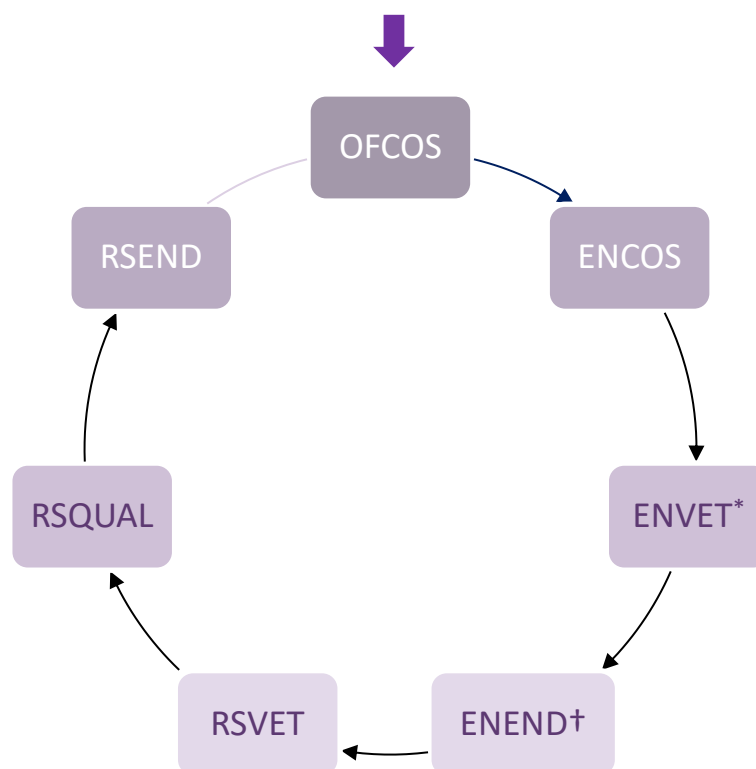 OFCOS
ENCOS
ENVET*
ENEND†
RSVET
RSQUAL
RSEND